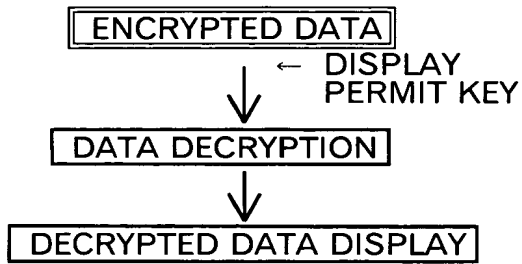 ENCRYPTED DATA
← DISPLAY
PERMIT KEY
DATA DECRYPTION
DECRYPTED DATA DISPLAY